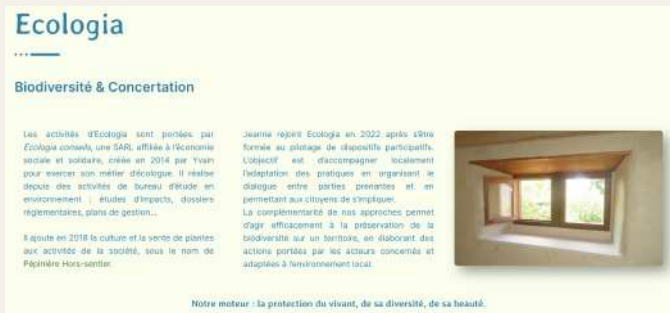 Ecologia
Biodiversité & Concertation
Les activités d'Ecologia sont portées par
Ecologia conseils, une SARL affiliée à l'économie
sociale et solidaire, créée en 2014 par Yvain
pour exercer son métier d'écologue. Il réalise
depuis des activités de bureau d'étude en
environnement : études d'impacts, dossiers
réglementaires, plans de gestion...
Il ajoute en 2018 la culture et la vente de plantes
aux activités de la société, sous le nom de
Pépinière Hors-sentier.
Jeanne rejoint Ecologia en 2022 après s'être
formée au pilotage de dispositifs participatifs.
L'objectif est d'accompagner localement
l'adaptation des pratiques en organisant le
dialogue entre parties prenantes et en
permettant aux citoyens de s'impliquer.
La complémentarité de nos approches permet
d'agir efficacement à la préservation de la
biodiversité sur un territoire, en élaborant des
actions portées par les acteurs concernés et
adaptées à l'environnement local.
Notre moteur : la protection du vivant, de sa diversité, de sa beauté.